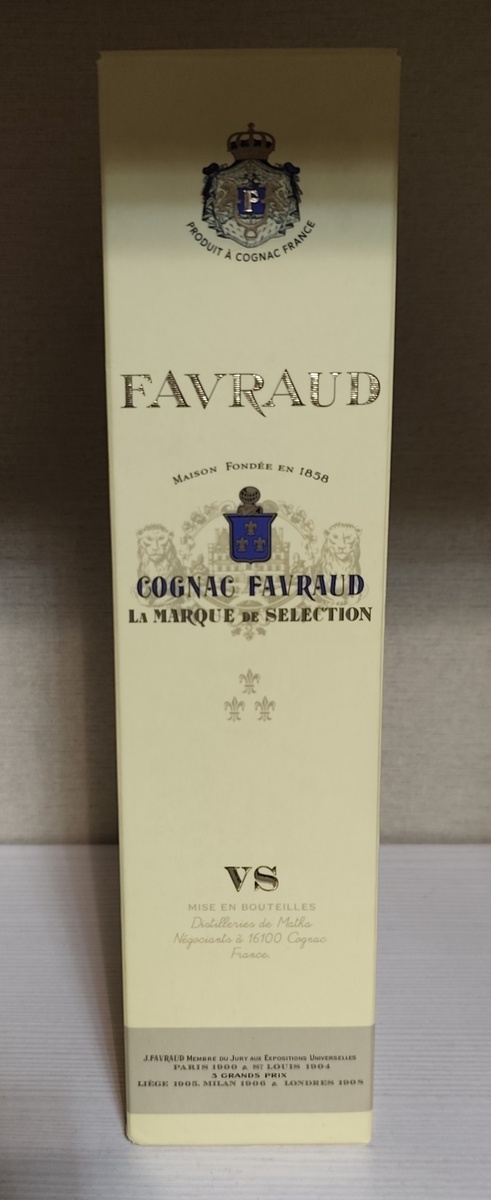 F
PRODUIT À COGNAC FRANCE
FAVRAUD
MAISON FONDÉE EN 1858
COGNAC FAVRAUD
LA MARQUE DE SELECTION
VS
MISE EN BOUTEILLES
Distilleries de Matha
Négociants à 16100 Cognac
France.
J.FAVRAUD MEMBRE DU JURY AUX EXPOSITIONS UNIVERSELLES
PARIS 1900 & ST LOUIS 1904
3 GRANDS PRIX
LIÈGE 1905, MILAN 1906 & LONDRES 1908